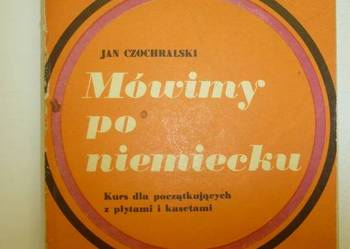 JAN CZOCHRALSKI
Mówimy
po
niemiecku
Kurs dla początkujących
z płytami i kasetami